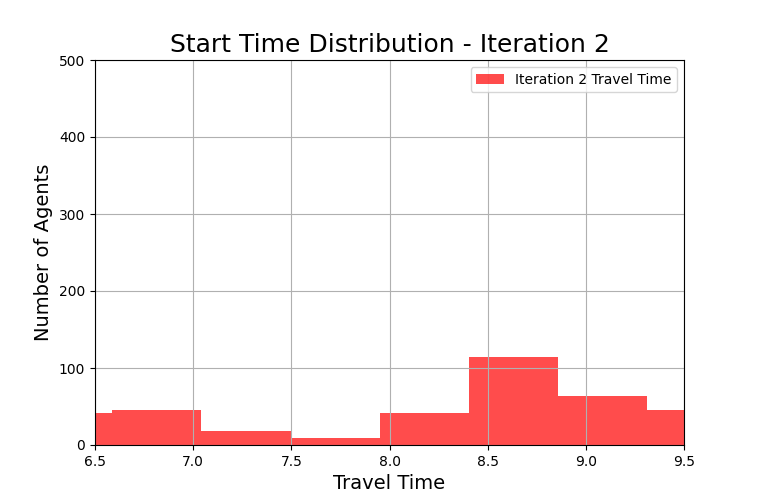 Start Time Distribution - Iteration 2
Iteration 2 Travel Time
Number of Agents
500
400
300
200
100
0
6.5 7.0 7.5 8.0 8.5 9.0 9.5
Travel Time